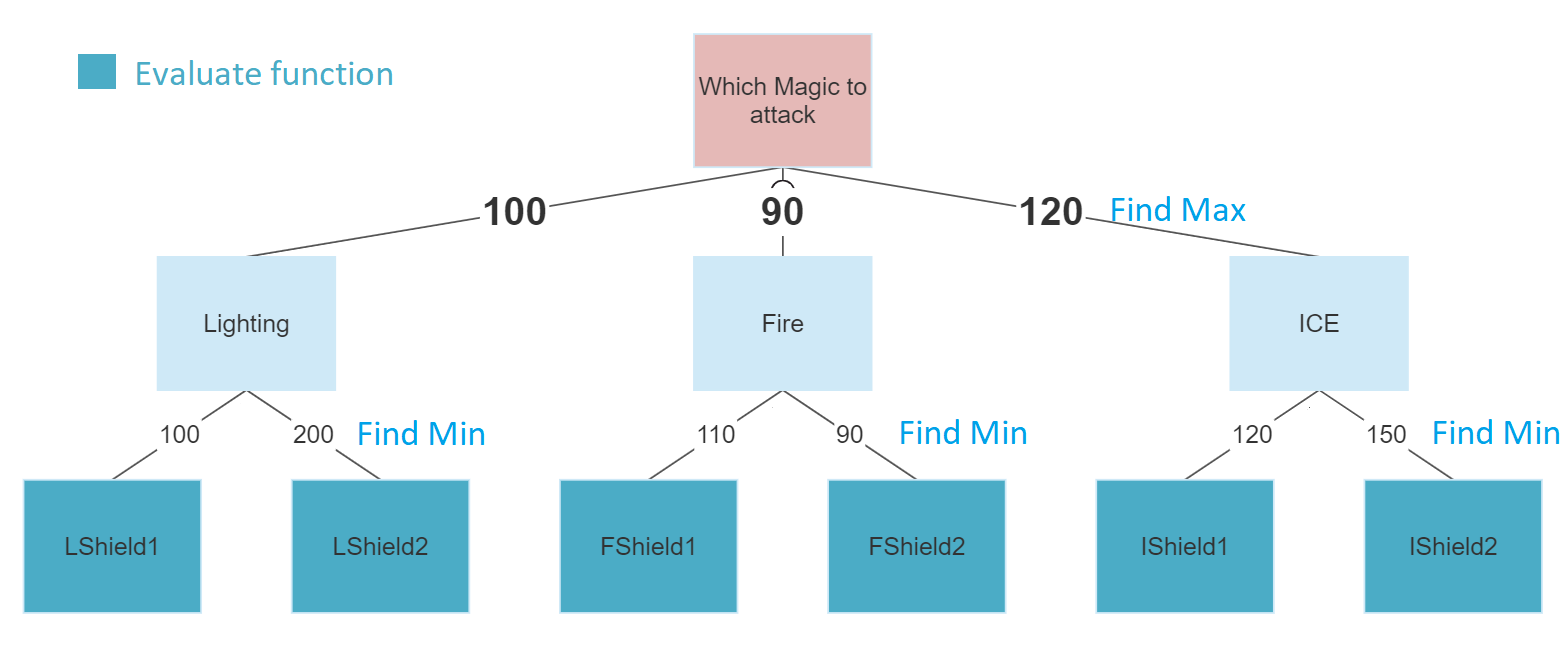 Evaluate function
Which Magic to
attack
100
90
120
Find Max
Lighting
Fire
ICE
100
200
Find Min
110
90
Find Min
120
150
Find Min
LShield1
LShield2
FShield1
FShield2
IShield1
IShield2